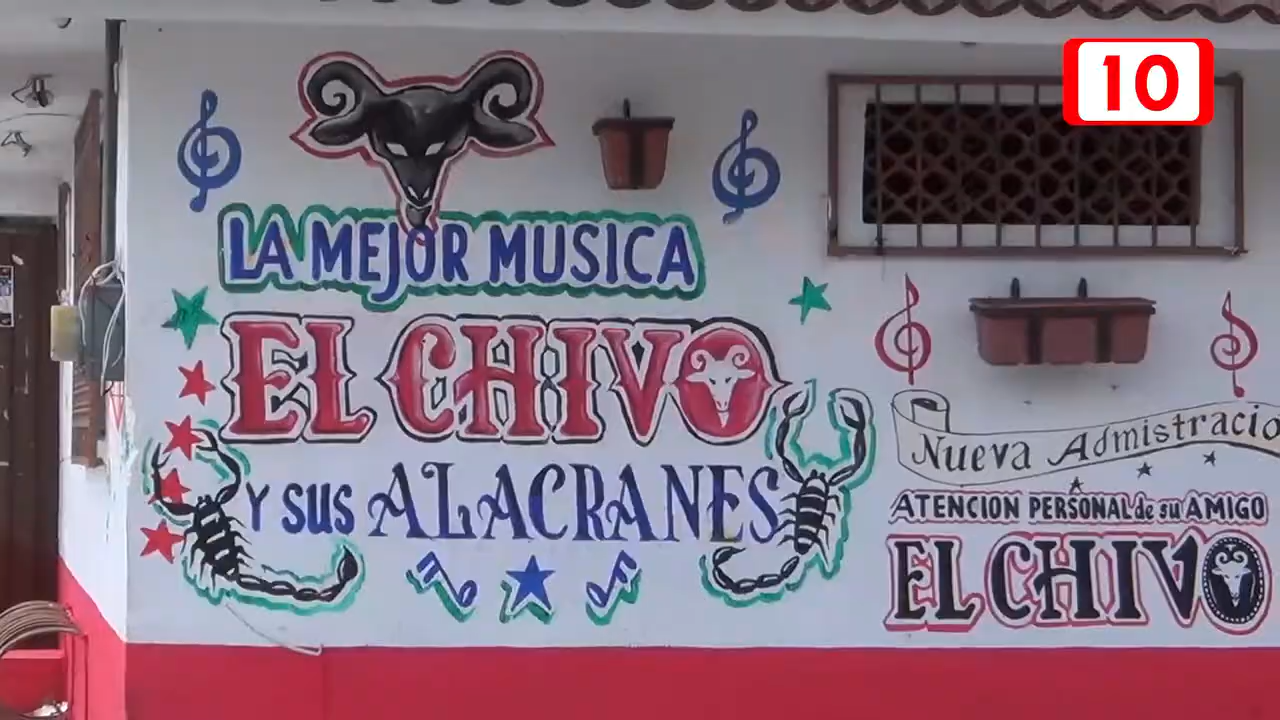 10
LA MEJOR MUSICA
EL CHIVO
Y SUS ALACRANES
Nueva Admistracio
ATENCION PERSONAL de su AMIGO
EL CHIVO